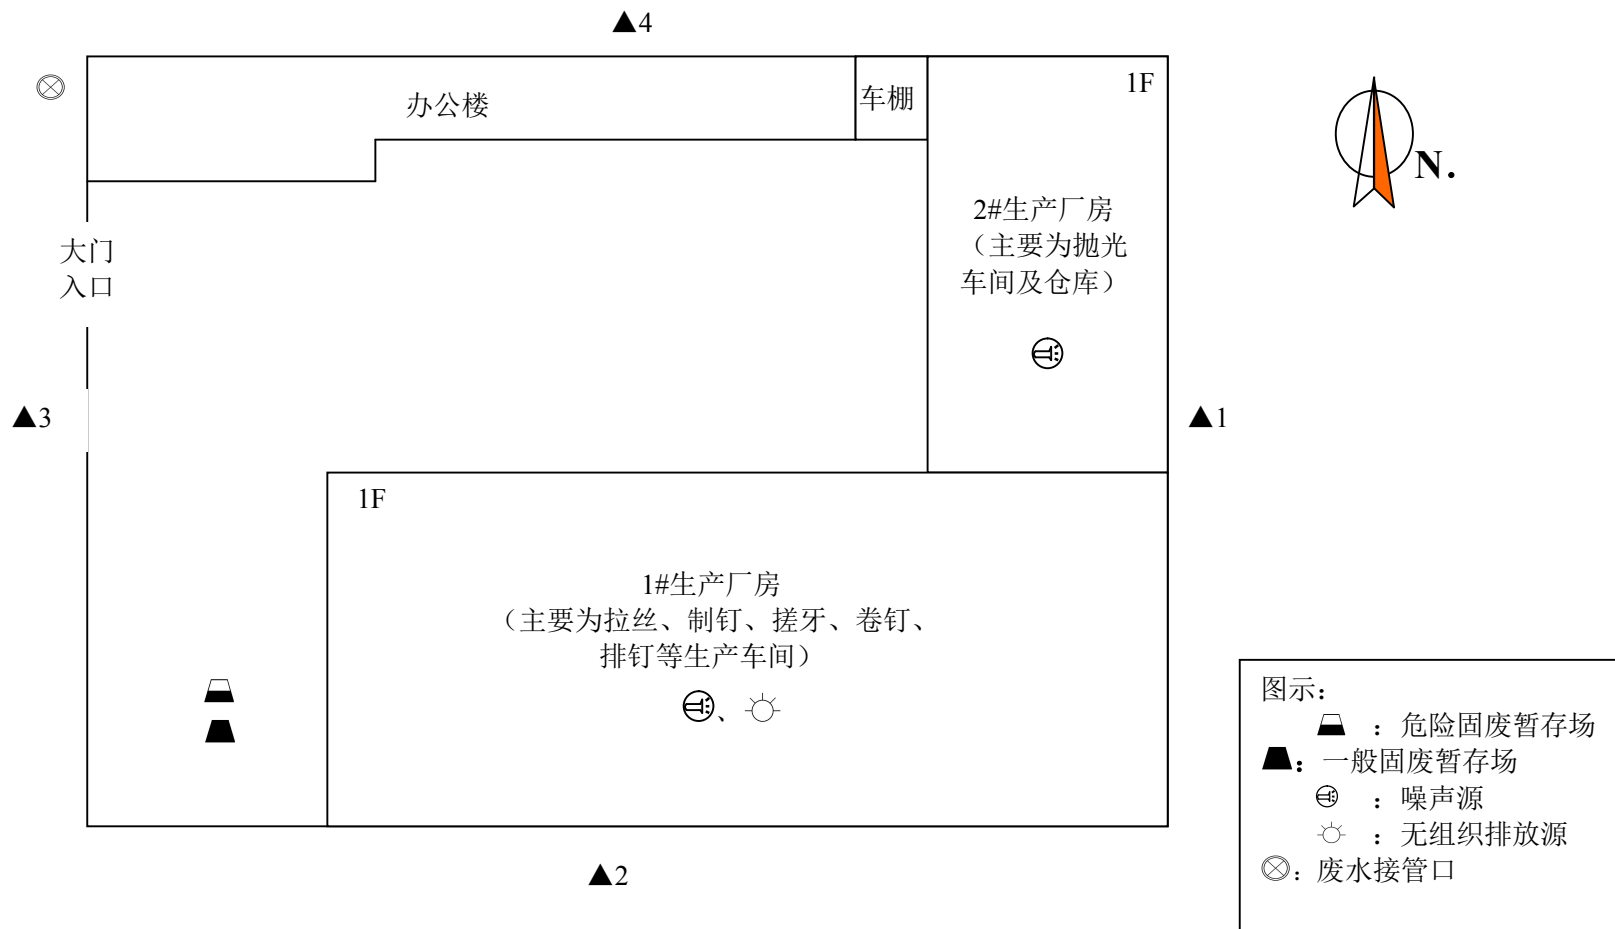 ▲4
办公楼
车棚
1F
N.
2#生产厂房
（主要为抛光
车间及仓库）
大门
入口
▲3
▲1
1F
1#生产厂房
（主要为拉丝、制钉、搓牙、卷钉、
排钉等生产车间）
、
▲2
图示：
：危险固废暂存场
：一般固废暂存场
：噪声源
：无组织排放源
：废水接管口